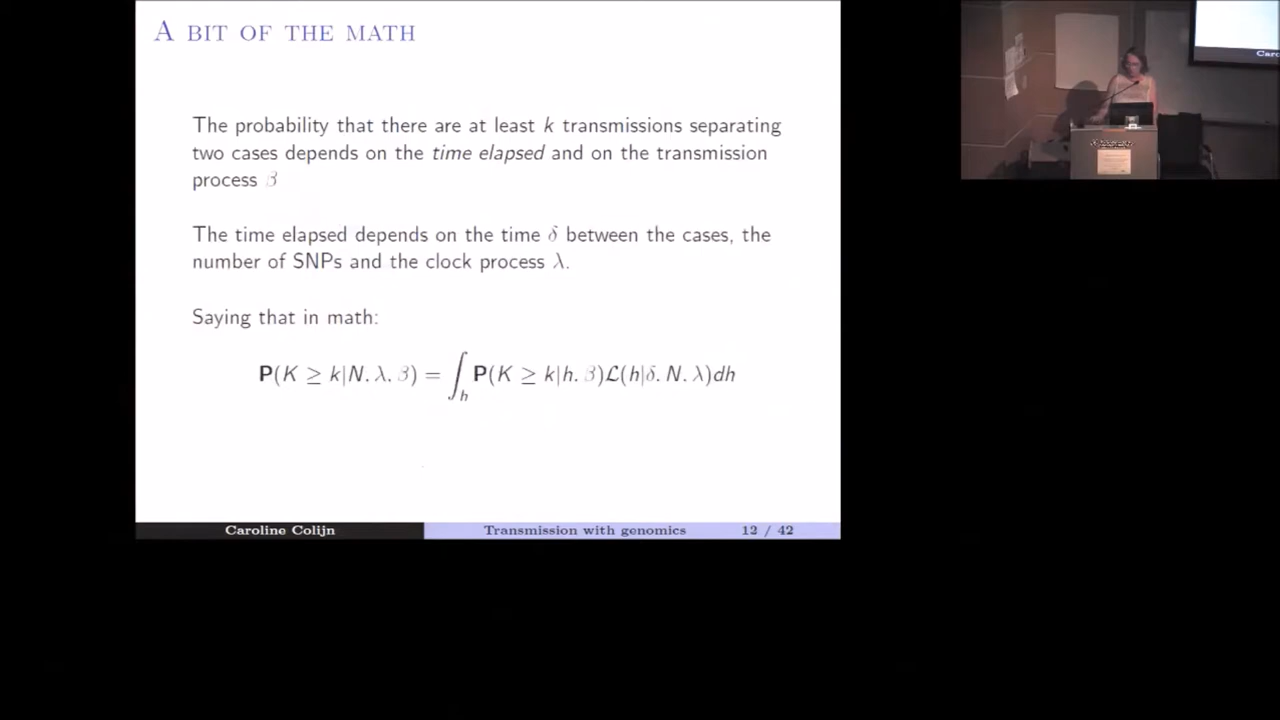 A BIT OF THE MATH
The probability that there are at least k transmissions separating
two cases depends on the time elapsed and on the transmission
process β
The time elapsed depends on the time δ between the cases, the
number of SNPs and the clock process λ.
Saying that in math:
P(K ≥ k|N, λ, β) = ∫_h P(K ≥ k|h, β)ℒ(h|δ, N, λ)dh
Caroline Colijn Transmission with genomics 12 / 42